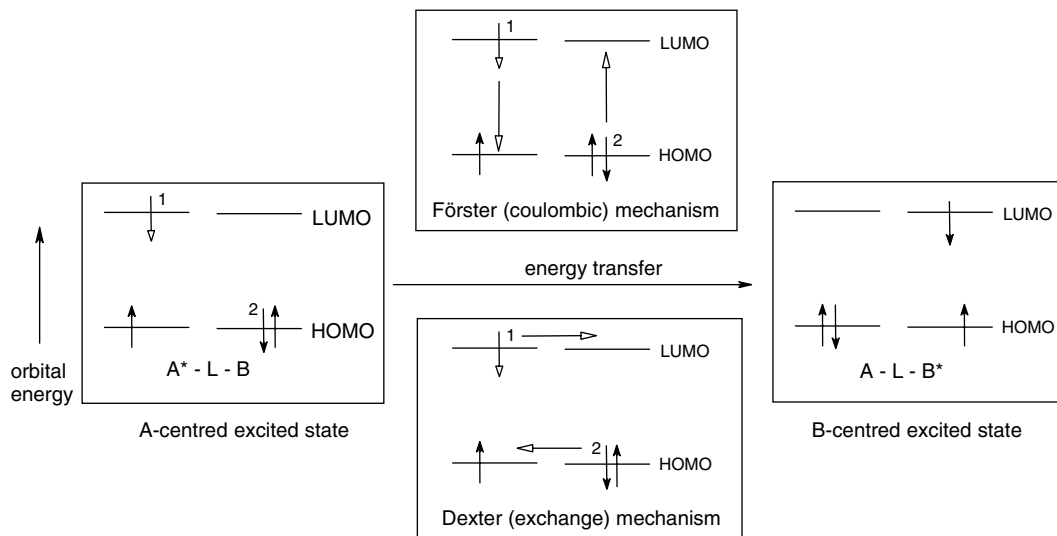 1
LUMO
2
HOMO
Förster (coulombic) mechanism
1
LUMO
2
HOMO
A* - L - B
A-centred excited state
orbital
energy
energy transfer
LUMO
HOMO
A - L - B*
B-centred excited state
1
LUMO
2
HOMO
Dexter (exchange) mechanism